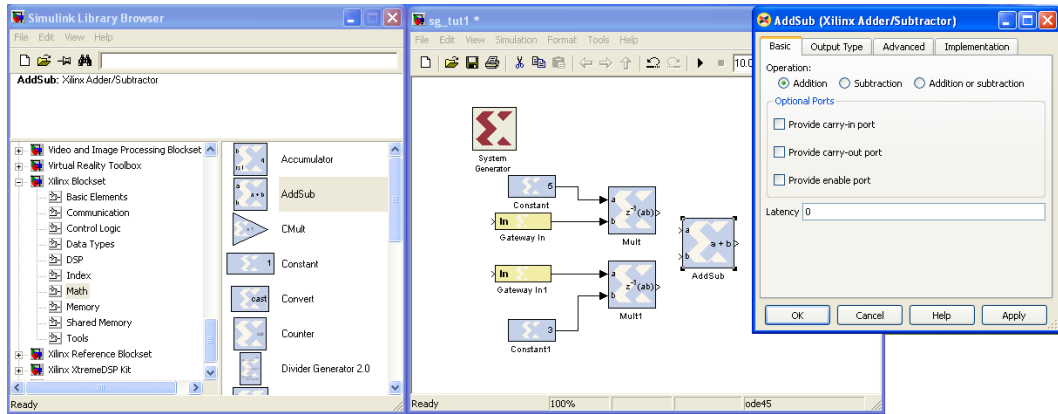 Simulink Library Browser
File Edit View Help
AddSub: Xilinx Adder/Subtractor
Video and Image Processing Blockset
Virtual Reality Toolbox
Xilinx Blockset
Basic Elements
Communication
Control Logic
Data Types
DSP
Index
Math
Memory
Shared Memory
Tools
Xilinx Reference Blockset
Xilinx XtremeDSP Kit
Accumulator
a
b
a + b
AddSub
CMult
1
Constant
cast
Convert
Counter
Divider Generator 2.0
Ready
sg_tut1 *
File Edit View Simulation Format Tools Help
10.0
System
Generator
5
Constant
In
Gateway In
a
b
z⁻³(ab)
Mult
In
Gateway In1
a
b
z⁻³(ab)
Mult1
3
Constant1
a
b
a + b
AddSub
Ready 100% ode45
AddSub (Xilinx Adder/Subtractor)
Basic Output Type Advanced Implementation
Operation:
Addition Subtraction Addition or subtraction
Optional Ports
Provide carry-in port
Provide carry-out port
Provide enable port
Latency 0
OK Cancel Help Apply